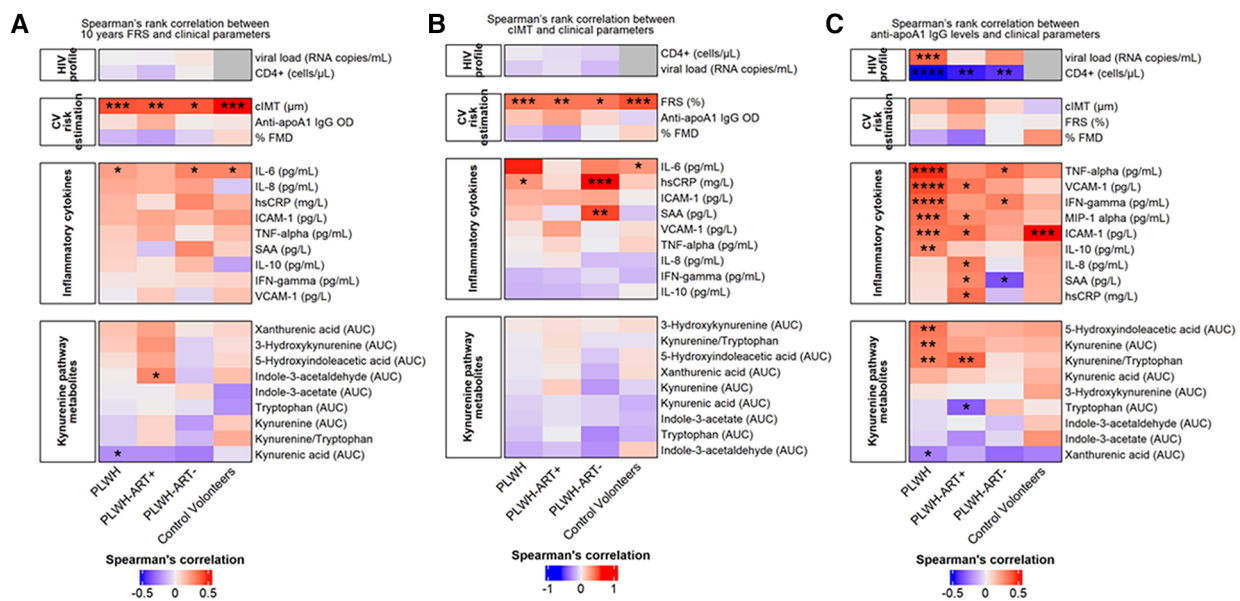 A
Spearman's rank correlation between
10 years FRS and clinical parameters
HIV
profile
viral load (RNA copies/mL)
CD4+ (cells/µL)
CV
risk
estimation
*** ** * *** cIMT (µm)
Anti-apoA1 IgG OD
% FMD
Inflammatory cytokines
* * * IL-6 (pg/mL)
IL-8 (pg/mL)
hsCRP (mg/L)
ICAM-1 (pg/L)
TNF-alpha (pg/mL)
SAA (pg/L)
IL-10 (pg/mL)
IFN-gamma (pg/mL)
VCAM-1 (pg/L)
Kynurenine pathway
metabolites
Xanthurenic acid (AUC)
3-Hydroxykynurenine (AUC)
5-Hydroxyindoleacetic acid (AUC)
* Indole-3-acetaldehyde (AUC)
Indole-3-acetate (AUC)
Tryptophan (AUC)
Kynurenine (AUC)
Kynurenine/Tryptophan
* Kynurenic acid (AUC)
PLWH
PLWH-ART+
PLWH-ART-
Control Volonteers
Spearman's correlation
-0.5 0 0.5
B
Spearman's rank correlation between
cIMT and clinical parameters
HIV
profile
CD4+ (cells/µL)
viral load (RNA copies/mL)
CV
risk
estimation
*** ** * *** FRS (%)
Anti-apoA1 IgG OD
% FMD
Inflammatory cytokines
* IL-6 (pg/mL)
* *** hsCRP (mg/L)
ICAM-1 (pg/L)
** SAA (pg/L)
VCAM-1 (pg/L)
TNF-alpha (pg/mL)
IL-8 (pg/mL)
IFN-gamma (pg/mL)
IL-10 (pg/mL)
Kynurenine pathway
metabolites
3-Hydroxykynurenine (AUC)
Kynurenine/Tryptophan
5-Hydroxyindoleacetic acid (AUC)
Xanthurenic acid (AUC)
Kynurenine (AUC)
Kynurenic acid (AUC)
Indole-3-acetate (AUC)
Tryptophan (AUC)
Indole-3-acetaldehyde (AUC)
PLWH
PLWH-ART+
PLWH-ART-
Control Volonteers
Spearman's correlation
-1 0 1
C
Spearman's rank correlation between
anti-apoA1 IgG levels and clinical parameters
HIV
profile
*** viral load (RNA copies/mL)
**** ** ** CD4+ (cells/µL)
CV
risk
estimation
cIMT (µm)
FRS (%)
% FMD
Inflammatory cytokines
**** * TNF-alpha (pg/mL)
**** * VCAM-1 (pg/L)
**** * IFN-gamma (pg/mL)
*** * MIP-1 alpha (pg/mL)
*** * *** ICAM-1 (pg/L)
** IL-10 (pg/mL)
* IL-8 (pg/mL)
* * SAA (pg/L)
* hsCRP (mg/L)
Kynurenine pathway
metabolites
** 5-Hydroxyindoleacetic acid (AUC)
** Kynurenine (AUC)
** ** Kynurenine/Tryptophan
Kynurenic acid (AUC)
3-Hydroxykynurenine (AUC)
* Tryptophan (AUC)
Indole-3-acetaldehyde (AUC)
Indole-3-acetate (AUC)
* Xanthurenic acid (AUC)
PLWH
PLWH-ART+
PLWH-ART-
Control Volonteers
Spearman's correlation
-0.5 0 0.5